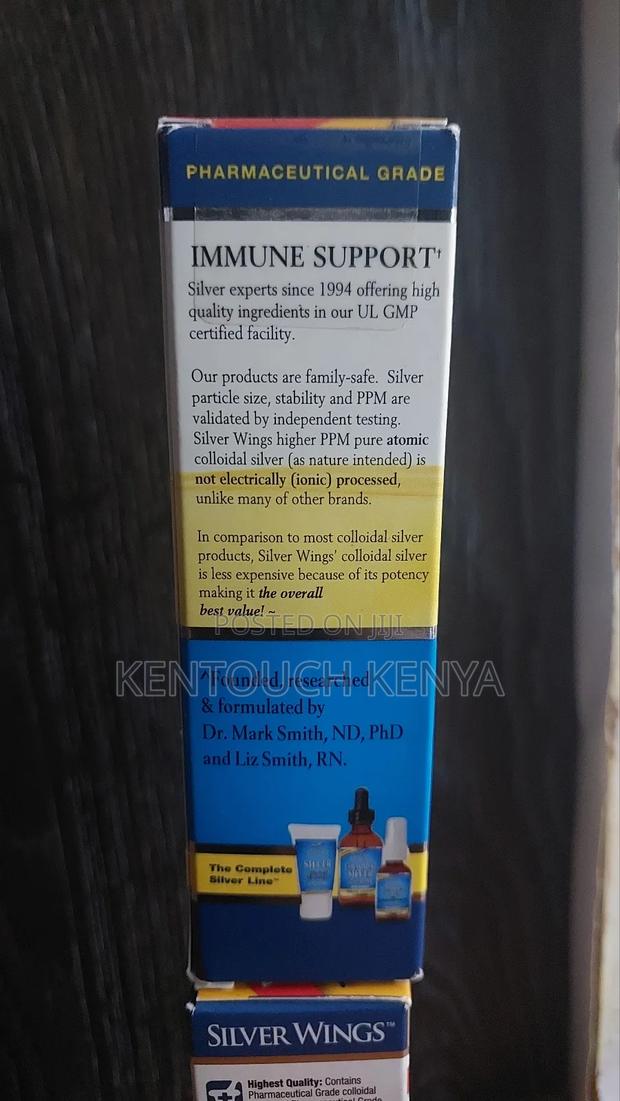 PHARMACEUTICAL GRADE
IMMUNE SUPPORT†
Silver experts since 1994 offering high
quality ingredients in our UL GMP
certified facility.
Our products are family-safe. Silver
particle size, stability and PPM are
validated by independent testing.
Silver Wings higher PPM pure atomic
colloidal silver (as nature intended) is
not electrically (ionic) processed,
unlike many of other brands.
In comparison to most colloidal silver
products, Silver Wings' colloidal silver
is less expensive because of its potency
making it the overall
best value! ~
POSTED ON JIJI
KENTOUCH KENYA
^Founded, researched
& formulated by
Dr. Mark Smith, ND, PhD
and Liz Smith, RN.
The Complete
Silver Line™
SILVER
SILVER WINGS™
Highest Quality: Contains
Pharmaceutical Grade colloidal